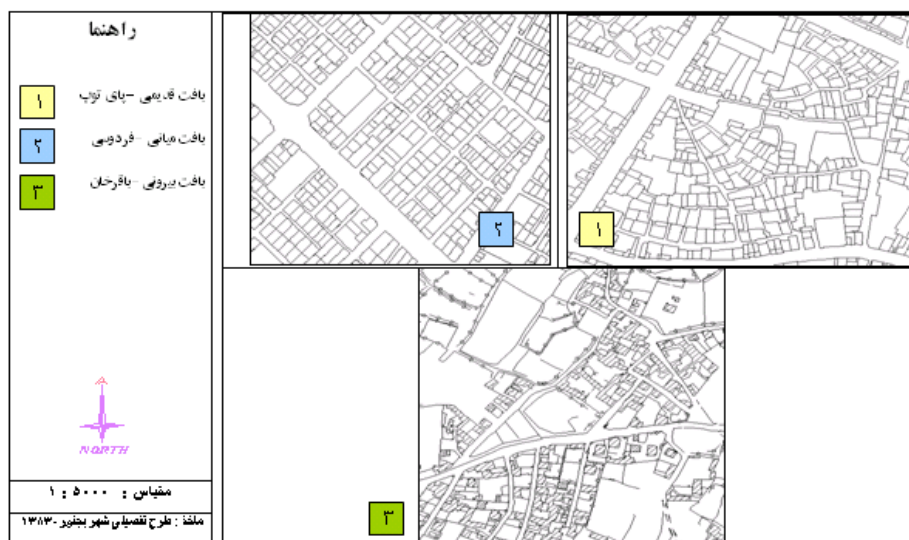 راهنما
۱ بافت قدیمی -پای توپ
۲ بافت میانی -فردوسی
۳ بافت بیرونی -باقرخان
NORTH
مقیاس : ۵۰۰۰ : ۱
ماخذ : طرح تفصیلی شهر بجنور -۱۳۸۳
۲
۱
۳